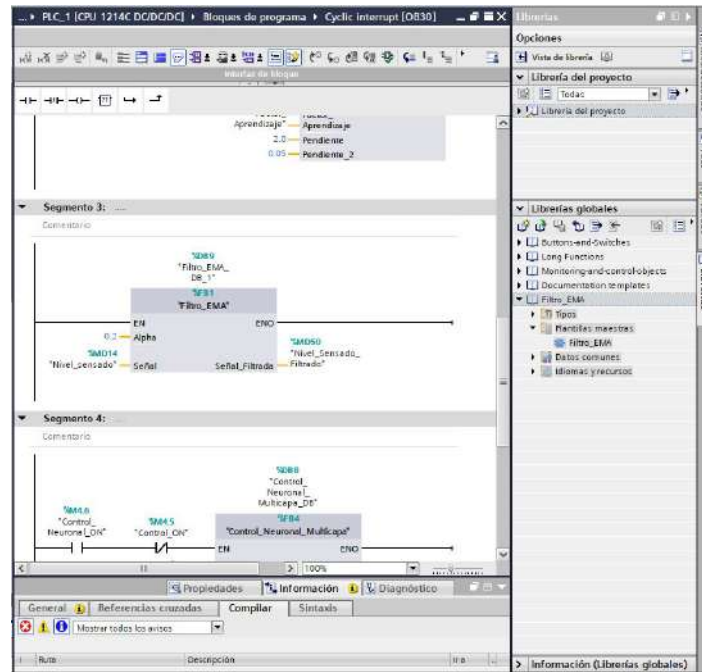 ... ▸ PLC_1 [CPU 1214C DC/DC/DC] ▸ Bloques de programa ▸ Cyclic interrupt [OB30]
Interfaz de bloque
Aprendizaje" Aprendizaje
2.0 Pendiente
0.05 Pendiente_2
Segmento 3: ....
Comentario
%DB9
"Filtro_EMA_
DB_1"
%FB1
"Filtro_EMA"
EN ENO
0.2 Alpha
%MD14
"Nivel_sensado" Señal
Señal_Filtrada
%MD50
"Nivel_Sensado_
Filtrado"
Segmento 4: ....
Comentario
%DB8
"Control_
Neuronal_
Multicapa_DB"
%M4.6
"Control_
Neuronal_ON"
%M4.5
"Control_ON"
%FB4
"Control_Neuronal_Multicapa"
EN ENO
100%
Propiedades Información Diagnóstico
General Referencias cruzadas Compilar Sintaxis
Mostrar todos los avisos
Ruta Descripción
Librerías
Opciones
Vista de librería
Librería del proyecto
Todas
Librería del proyecto
Librerías globales
Buttons-and-Switches
Long Functions
Monitoring-and-control-objects
Documentation templates
Filtro_EMA
Tipos
Plantillas maestras
Filtro_EMA
Datos comunes
Idiomas y recursos
Información (Librerías globales)